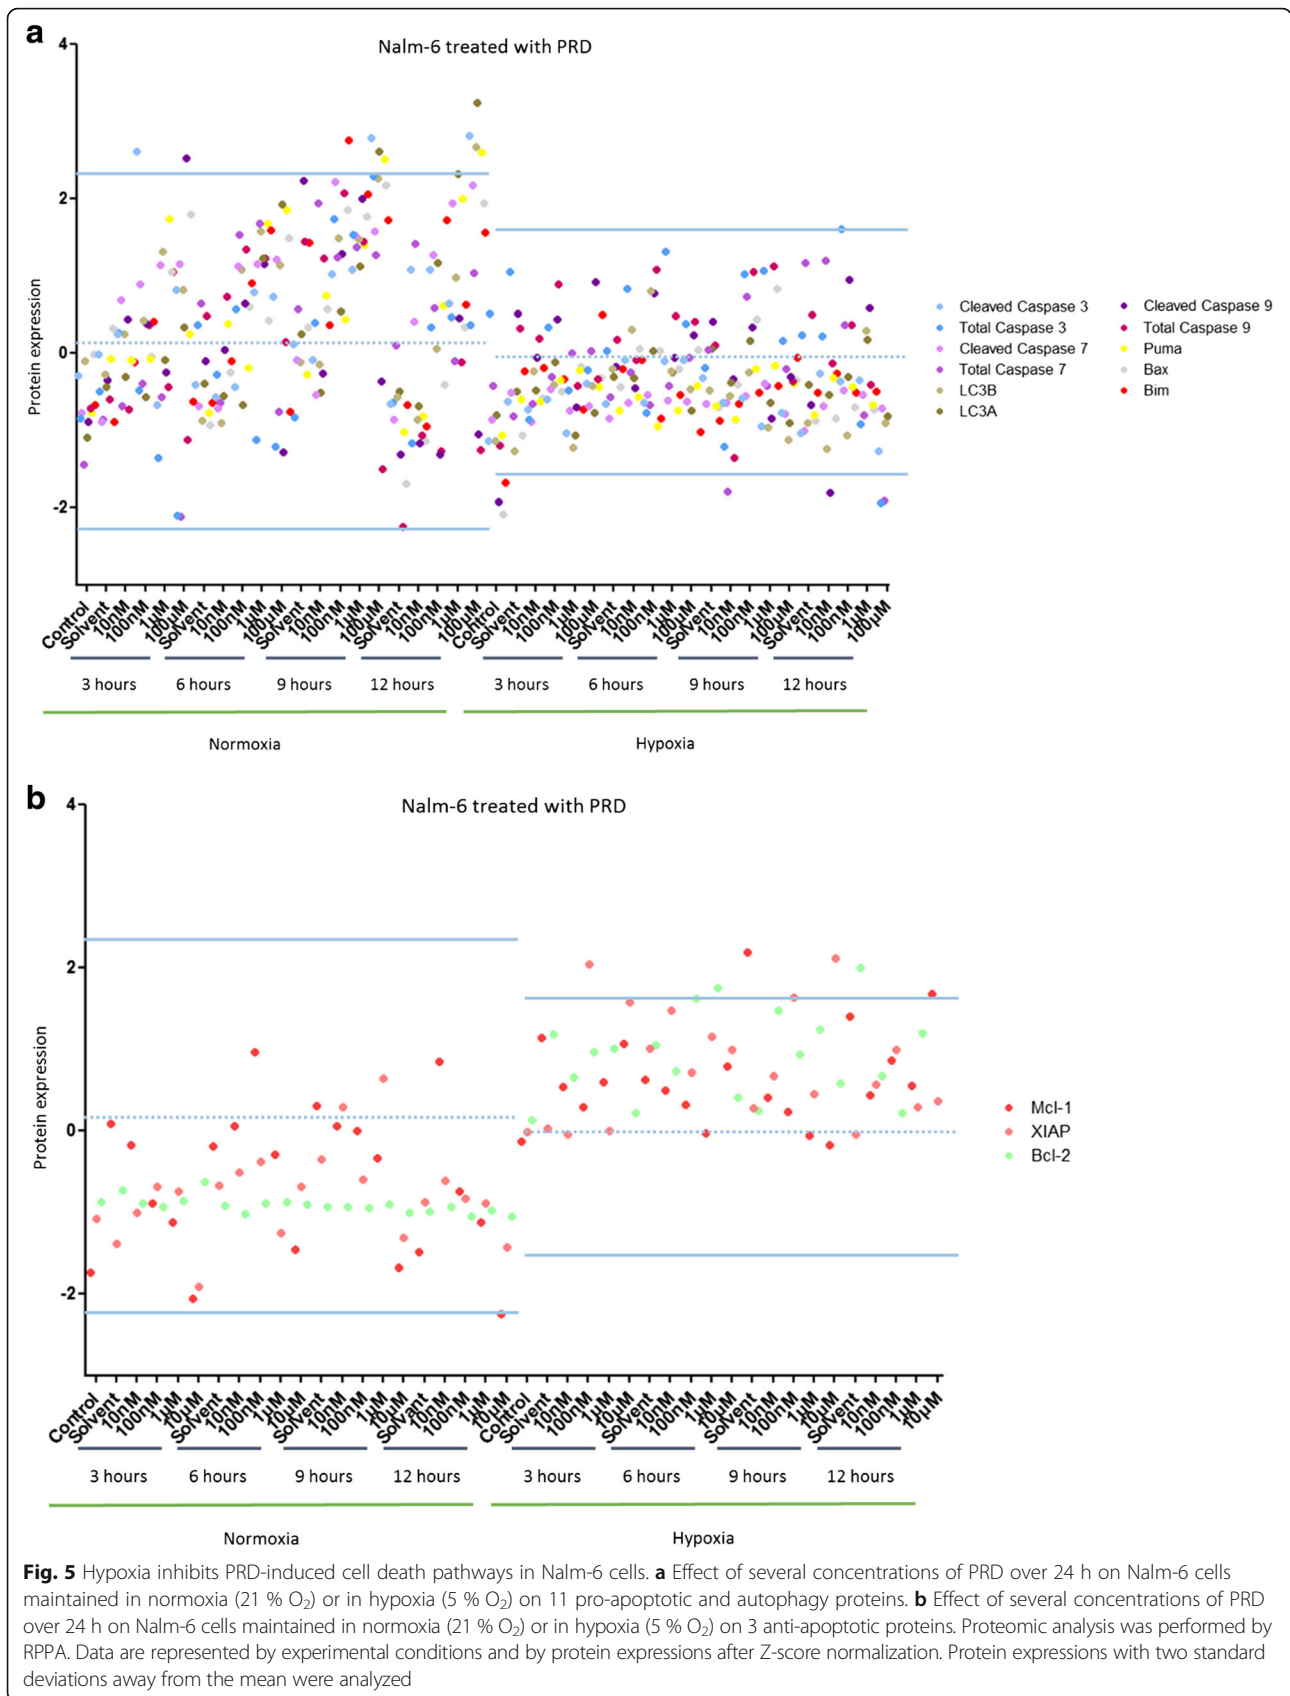 a
Nalm-6 treated with PRD
4
2
0
-2
Protein expression
Cleaved Caspase 3
Total Caspase 3
Cleaved Caspase 7
Total Caspase 7
LC3B
LC3A
Cleaved Caspase 9
Total Caspase 9
Puma
Bax
Bim
Control
Solvent
10nM
100nM
1µM
100µM
Solvent
10nM
100nM
1µM
100µM
Solvent
10nM
100nM
1µM
100µM
Solvent
10nM
100nM
1µM
100µM
Control
Solvent
10nM
100nM
1µM
100µM
Solvent
10nM
100nM
1µM
100µM
Solvent
10nM
100nM
1µM
100µM
Solvent
10nM
100nM
1µM
100µM
3 hours
6 hours
9 hours
12 hours
3 hours
6 hours
9 hours
12 hours
Normoxia
Hypoxia
b
Nalm-6 treated with PRD
4
2
0
-2
Protein expression
Mcl-1
XIAP
Bcl-2
Control
Solvent
10nM
100nM
1µM
10µM
Solvent
10nM
100nM
1µM
10µM
Solvent
10nM
100nM
1µM
10µM
Solvant
10nM
100nM
1µM
10µM
Control
Solvent
10nM
100nM
1µM
10µM
Solvent
10nM
100nM
1µM
10µM
Solvent
10nM
100nM
1µM
10µM
Solvent
10nM
100nM
1µM
10µM
3 hours
6 hours
9 hours
12 hours
3 hours
6 hours
9 hours
12 hours
Normoxia
Hypoxia
Fig. 5 Hypoxia inhibits PRD-induced cell death pathways in Nalm-6 cells. a Effect of several concentrations of PRD over 24 h on Nalm-6 cells
maintained in normoxia (21 % O₂) or in hypoxia (5 % O₂) on 11 pro-apoptotic and autophagy proteins. b Effect of several concentrations of PRD
over 24 h on Nalm-6 cells maintained in normoxia (21 % O₂) or in hypoxia (5 % O₂) on 3 anti-apoptotic proteins. Proteomic analysis was performed by
RPPA. Data are represented by experimental conditions and by protein expressions after Z-score normalization. Protein expressions with two standard
deviations away from the mean were analyzed